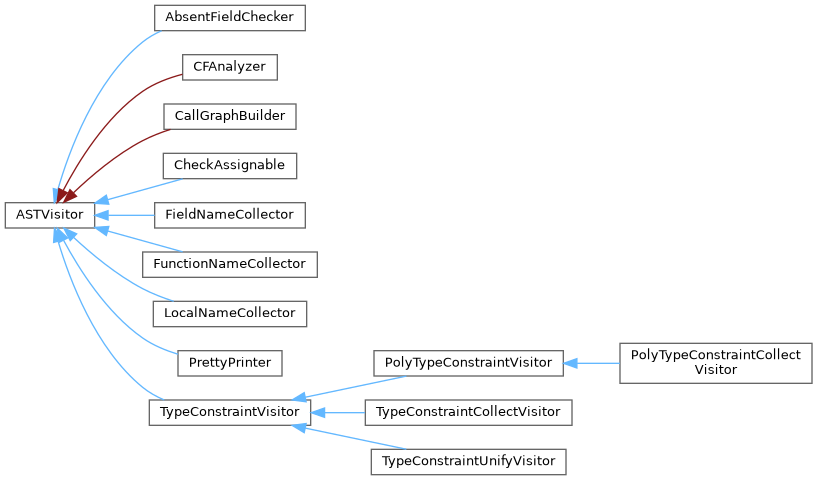 AbsentFieldChecker
CFAnalyzer
CallGraphBuilder
CheckAssignable
ASTVisitor
FieldNameCollector
FunctionNameCollector
LocalNameCollector
PrettyPrinter
PolyTypeConstraintVisitor
PolyTypeConstraintCollect
Visitor
TypeConstraintVisitor
TypeConstraintCollectVisitor
TypeConstraintUnifyVisitor